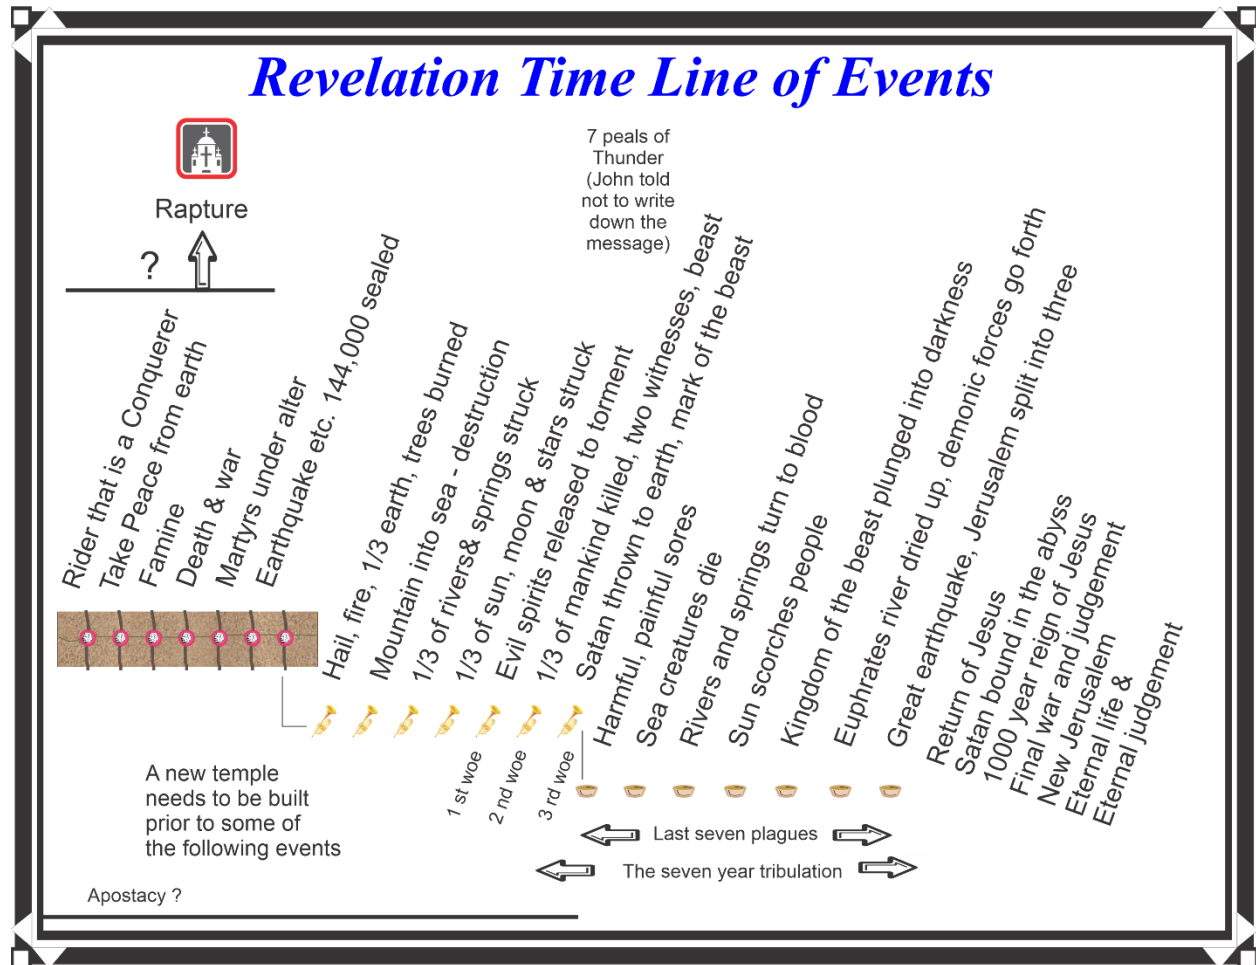 Revelation Time Line of Events
7 peals of
Thunder
(John told
not to write
down the
message)
Rapture
?
Rider that is a Conquerer
Take Peace from earth
Famine
Death & war
Martyrs under alter
Earthquake etc. 144,000 sealed
Hail, fire, 1/3 earth, trees burned
Mountain into sea - destruction
1/3 of rivers& springs struck
1/3 of sun, moon & stars struck
Evil spirits released to torment
1/3 of mankind killed, two witnesses, beast
Satan thrown to earth, mark of the beast
Harmful, painful sores
Sea creatures die
Rivers and springs turn to blood
Sun scorches people
Kingdom of the beast plunged into darkness
Euphrates river dried up, demonic forces go forth
Great earthquake, Jerusalem split into three
Return of Jesus
Satan bound in the abyss
1000 year reign of Jesus
Final war and judgement
New Jerusalem
Eternal life &
Eternal judgement
1 st woe
2 nd woe
3 rd woe
A new temple
needs to be built
prior to some of
the following events
Last seven plagues
The seven year tribulation
Apostacy ?